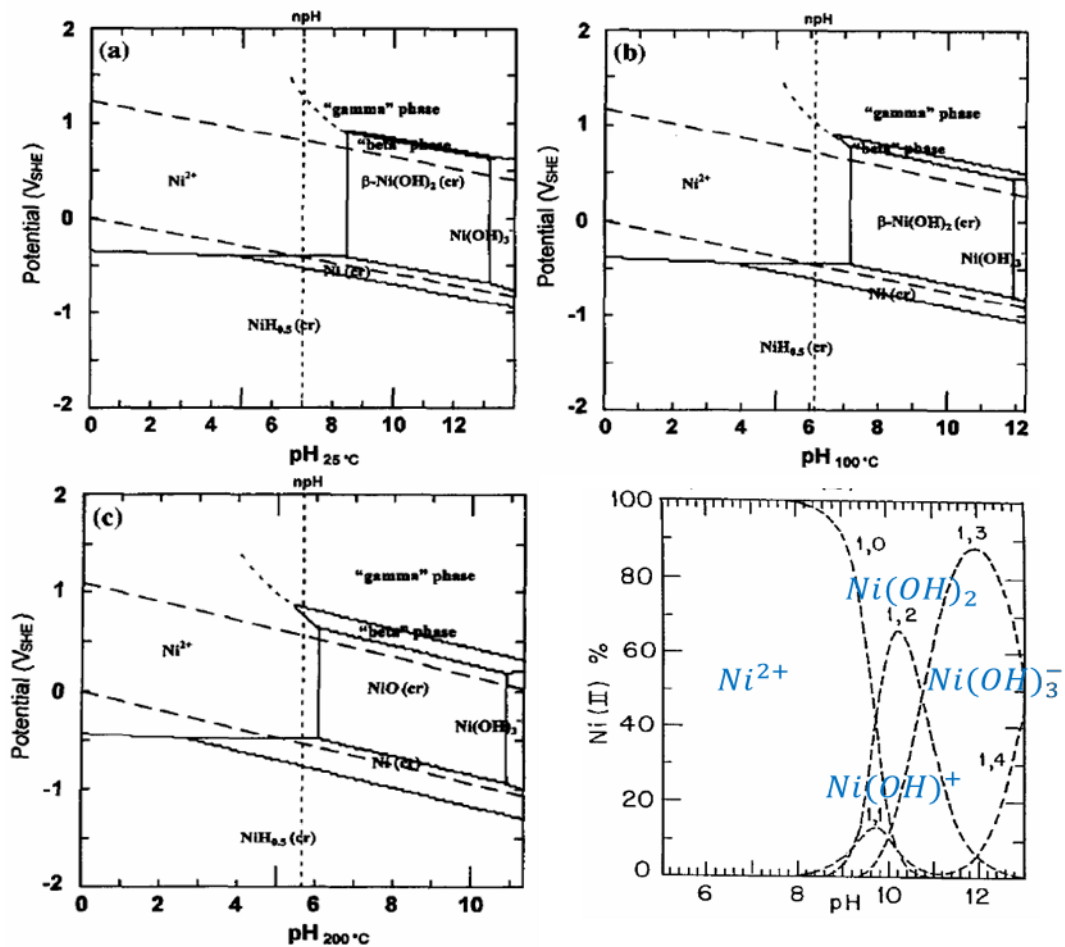 npH
2
(a)
"gamma" phase
1
"beta" phase
Ni²⁺
β-Ni(OH)₂ (cr)
0
Ni(OH)₃⁻
Ni (cr)
-1
NiH₀.₅ (cr)
-2
0 2 4 6 8 10 12
pH 25 °C
Potential (V_SHE)
npH
2
(b)
"gamma" phase
1
"beta" phase
Ni²⁺
β-Ni(OH)₂ (cr)
0
Ni(OH)₃⁻
Ni (cr)
-1
NiH₀.₅ (cr)
-2
0 2 4 6 8 10 12
pH 100°C
Potential (V_SHE)
npH
2
(c)
"gamma" phase
1
"beta" phase
Ni²⁺
NiO (cr)
0
Ni(OH)₃⁻
Ni (cr)
-1
NiH₀.₅ (cr)
-2
0 2 4 6 8 10
pH 200°C
Potential (V_SHE)
100
80
60
40
20
0
Ni(II) %
1,0
1,3
Ni(OH)₂
1,2
Ni²⁺
Ni(OH)₃⁻
1,4
Ni(OH)⁺
1,1
6 8 10 12
pH